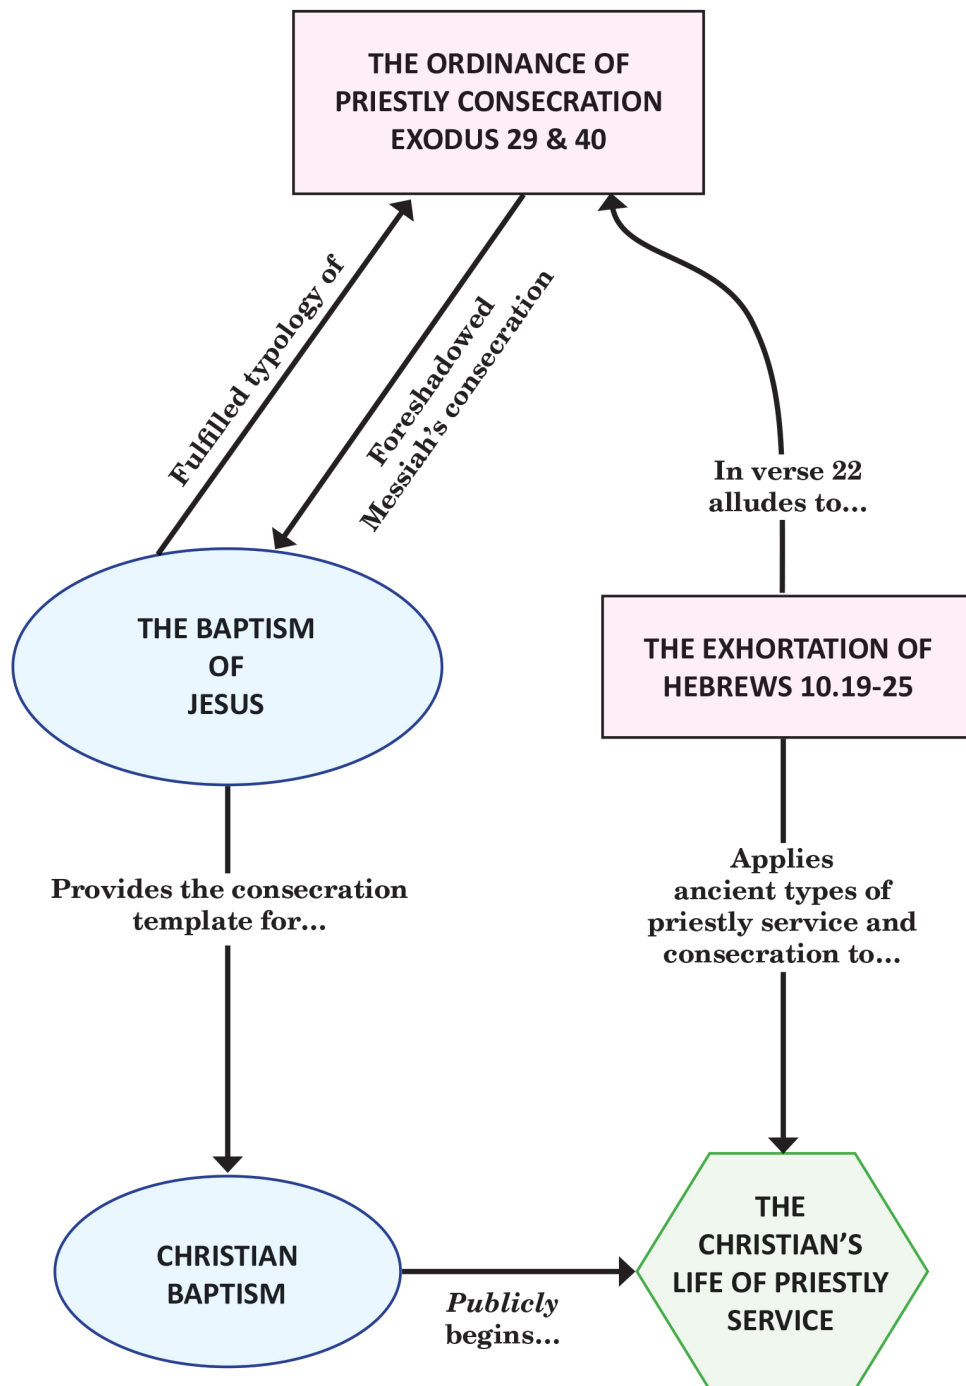 THE ORDINANCE OF
PRIESTLY CONSECRATION
EXODUS 29 & 40
Fulfilled typology of
Foreshadowed
Messiah’s consecration
In verse 22
alludes to...
THE BAPTISM
OF
JESUS
THE EXHORTATION OF
HEBREWS 10.19-25
Provides the consecration
template for...
Applies
ancient types of
priestly service and
consecration to...
CHRISTIAN
BAPTISM
Publicly
begins...
THE
CHRISTIAN’S
LIFE OF PRIESTLY
SERVICE